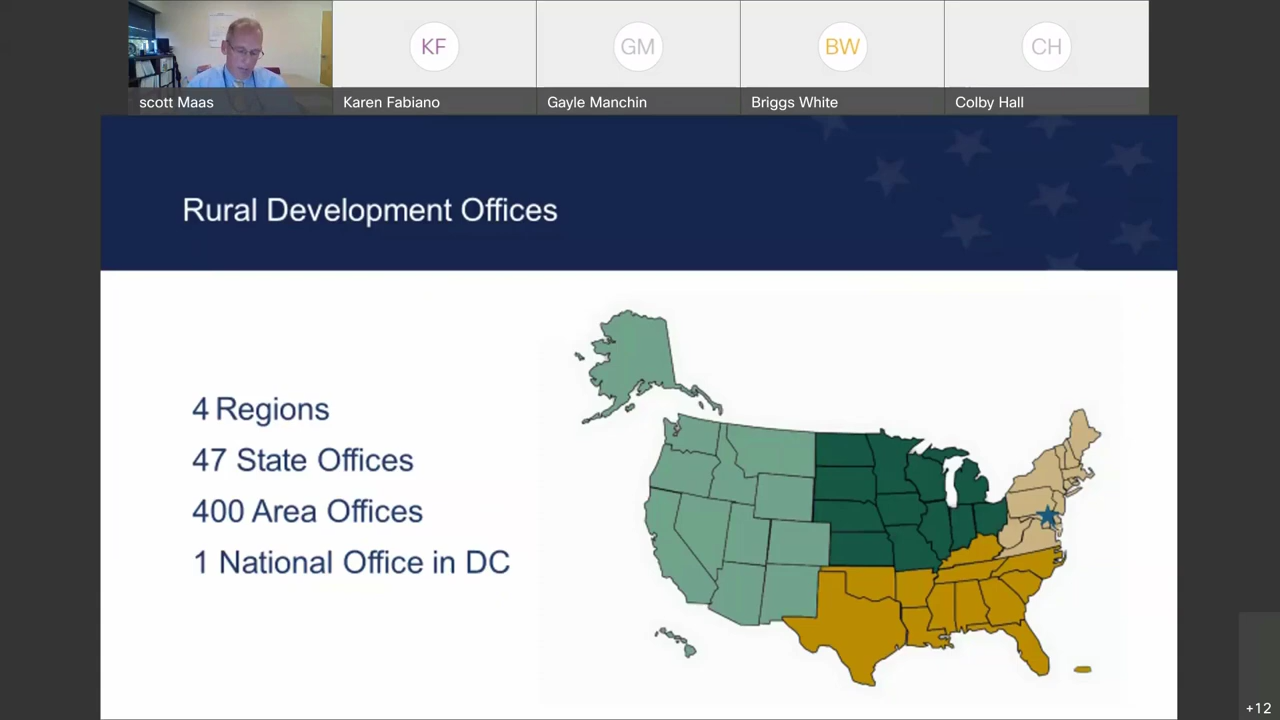 KF
GM
BW
CH
scott Maas
Karen Fabiano
Gayle Manchin
Briggs White
Colby Hall
Rural Development Offices
4 Regions
47 State Offices
400 Area Offices
1 National Office in DC
+12